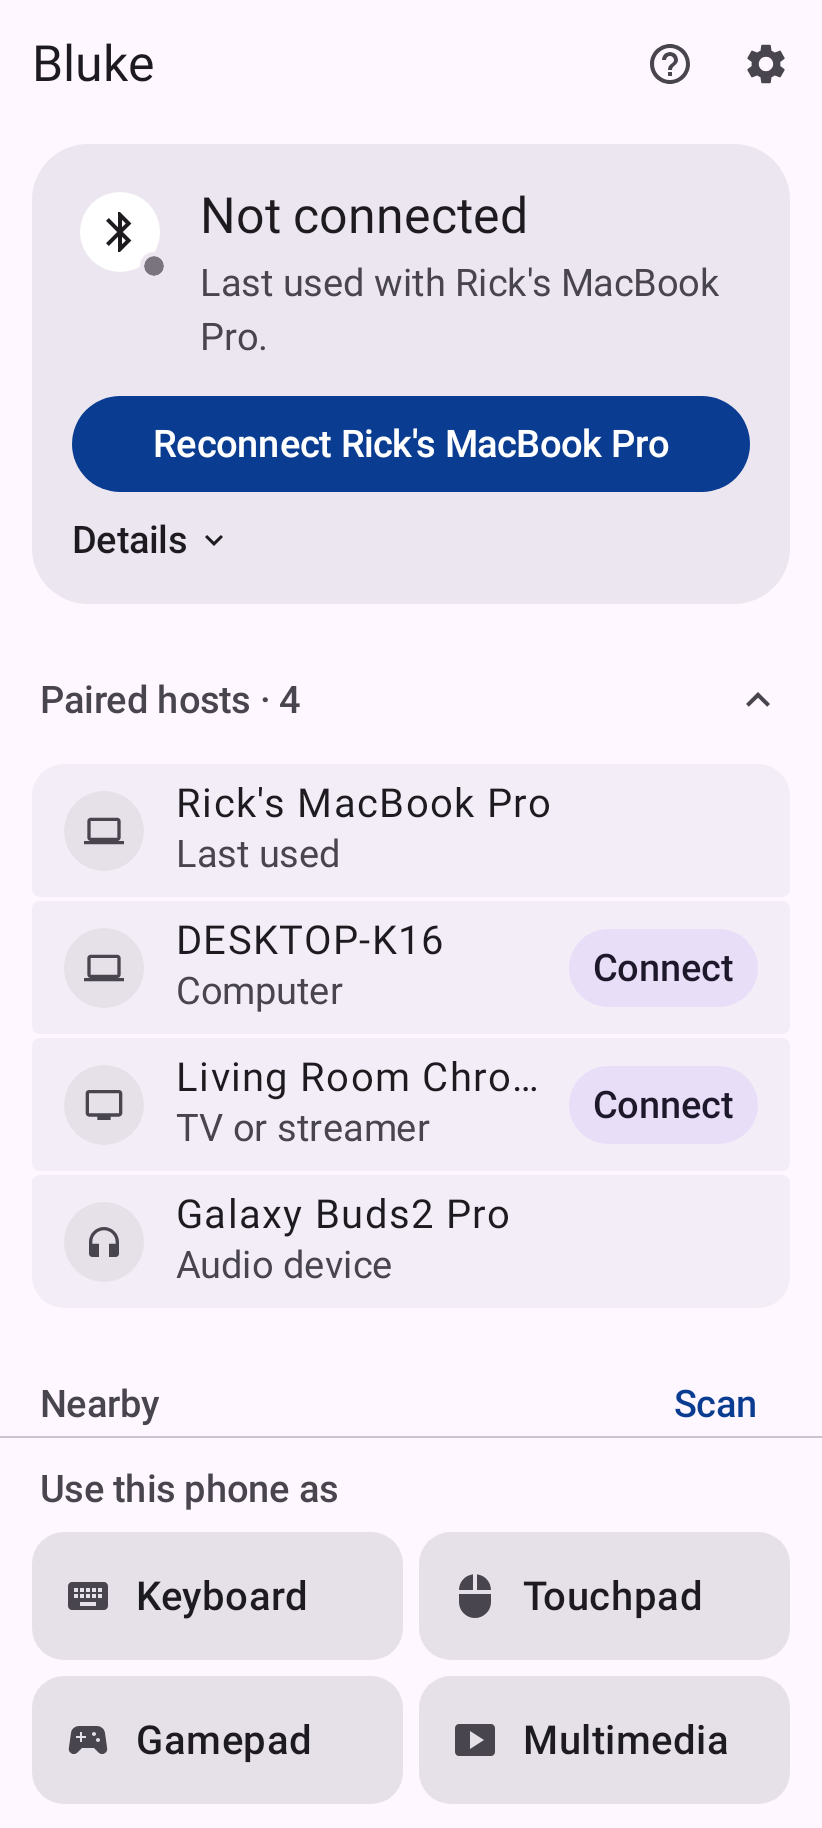 Bluke
Not connected
Last used with Rick's MacBook
Pro.
Reconnect Rick's MacBook Pro
Details
Paired hosts · 4
Rick's MacBook Pro
Last used
DESKTOP-K16
Computer
Connect
Living Room Chro...
TV or streamer
Connect
Galaxy Buds2 Pro
Audio device
Nearby
Scan
Use this phone as
Keyboard
Touchpad
Gamepad
Multimedia